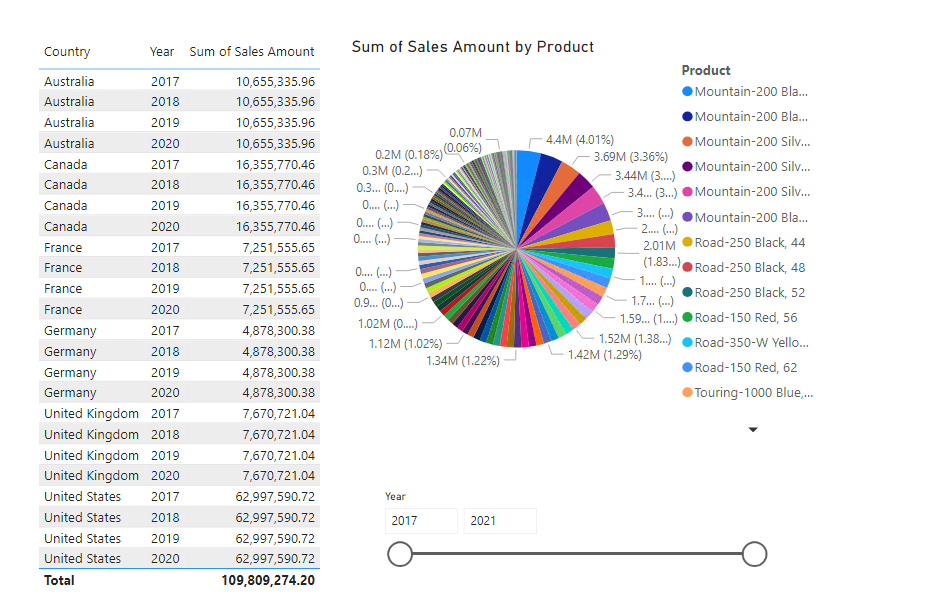 Country Year Sum of Sales Amount
Australia 2017 10,655,335.96
Australia 2018 10,655,335.96
Australia 2019 10,655,335.96
Australia 2020 10,655,335.96
Canada 2017 16,355,770.46
Canada 2018 16,355,770.46
Canada 2019 16,355,770.46
Canada 2020 16,355,770.46
France 2017 7,251,555.65
France 2018 7,251,555.65
France 2019 7,251,555.65
France 2020 7,251,555.65
Germany 2017 4,878,300.38
Germany 2018 4,878,300.38
Germany 2019 4,878,300.38
Germany 2020 4,878,300.38
United Kingdom 2017 7,670,721.04
United Kingdom 2018 7,670,721.04
United Kingdom 2019 7,670,721.04
United Kingdom 2020 7,670,721.04
United States 2017 62,997,590.72
United States 2018 62,997,590.72
United States 2019 62,997,590.72
United States 2020 62,997,590.72
Total 109,809,274.20
Sum of Sales Amount by Product
4.4M (4.01%)
3.69M (3.36%)
3.44M (3....)
3.4... (3...)
3.... (...)
2.... (...)
2.01M
(1.83...)
1.... (...)
1.7... (...)
1.59... (1....)
1.52M (1.38...)
1.42M (1.29%)
1.34M (1.22%)
1.12M (1.02%)
1.02M (0....)
0.9... (0...)
0.... (...)
0.... (...)
0.... (...)
0.... (...)
0.... (...)
0.3... (0....)
0.3M (0.2...)
0.2M (0.18%)
0.07M
(0.06%)
Product
Mountain-200 Bla...
Mountain-200 Bla...
Mountain-200 Silv...
Mountain-200 Silv...
Mountain-200 Silv...
Mountain-200 Bla...
Road-250 Black, 44
Road-250 Black, 48
Road-250 Black, 52
Road-150 Red, 56
Road-350-W Yello...
Road-150 Red, 62
Touring-1000 Blue,...
Year
2017 2021